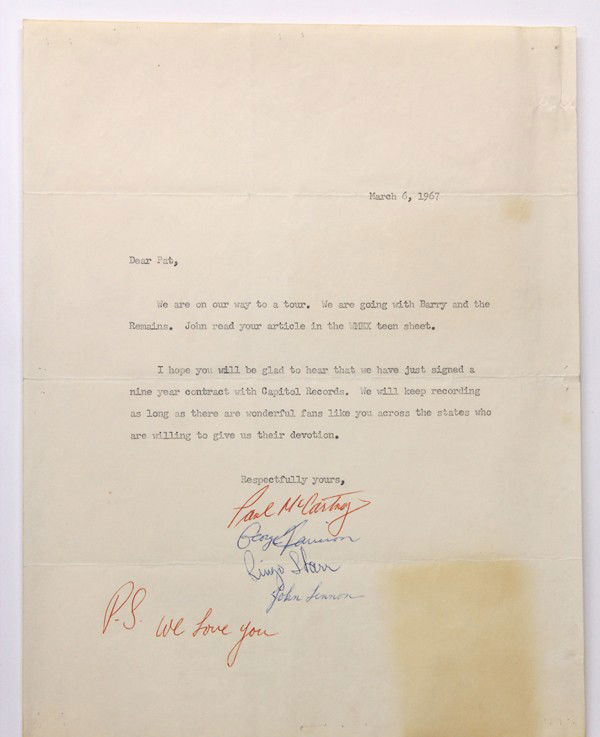 March 6, 1967
Dear Pat,
We are on our way to a tour. We are going with Barry and the
Remains. John read your article in the WMEX teen sheet.
I hope you will be glad to hear that we have just signed a
nine year contract with Capitol Records. We will keep recording
as long as there are wonderful fans like you across the states who
are willing to give us their devotion.
Respectfully yours,
Paul McCartney
George Harrison
Ringo Starr
John Lennon
P.S. We love you